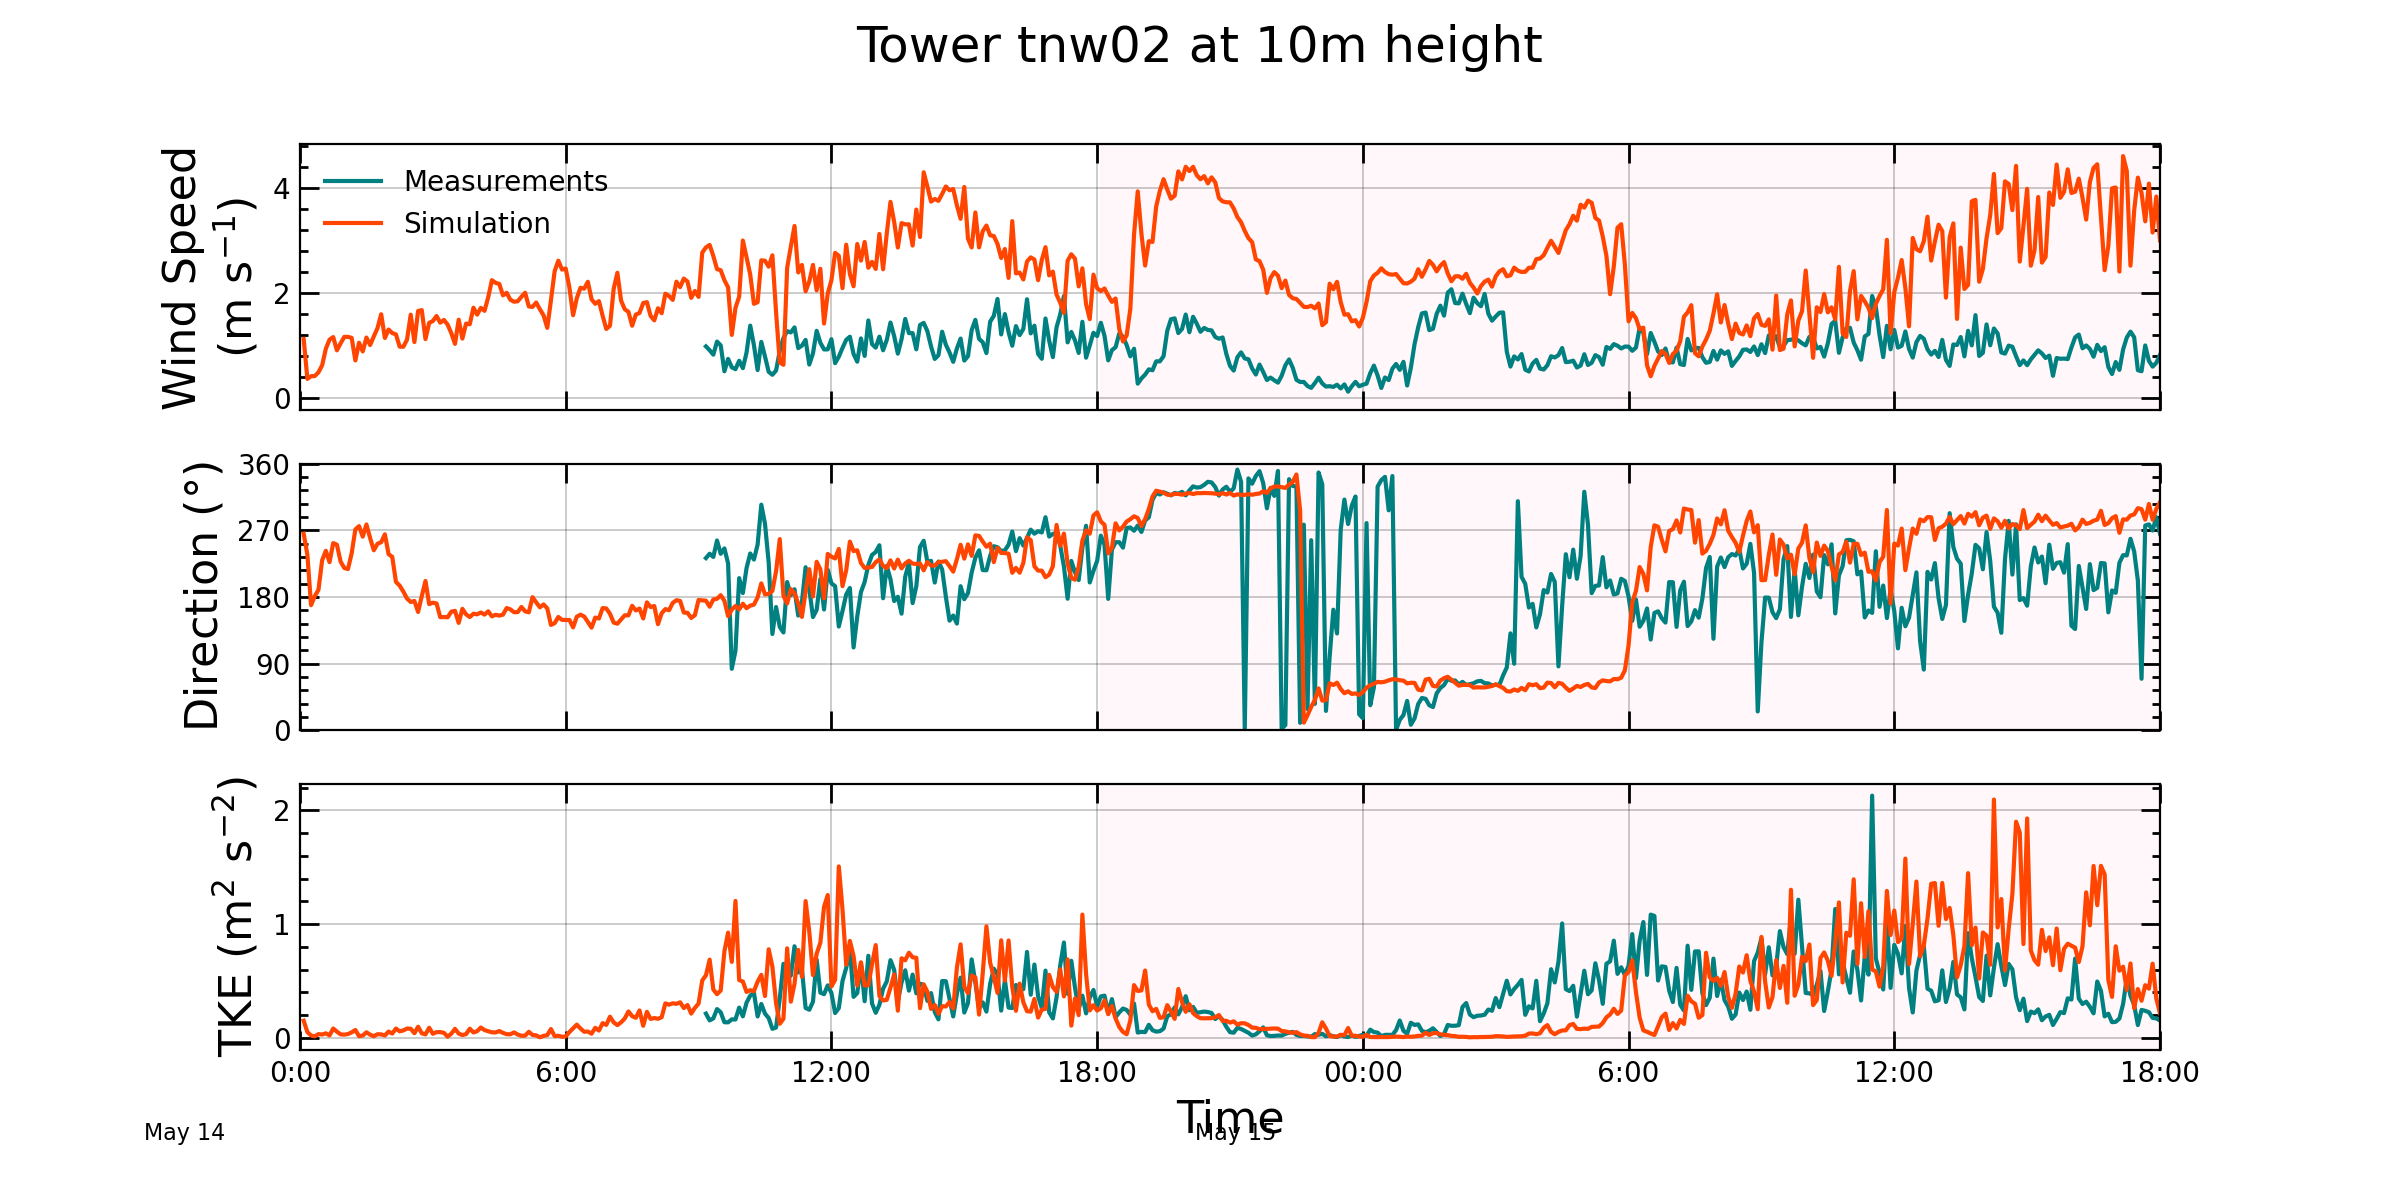 Tower tnw02 at 10m height
Wind Speed
(m s⁻¹)
4
2
0
Measurements
Simulation
Direction (°)
360
270
180
90
0
TKE (m² s⁻²)
2
1
0
0:00 6:00 12:00 18:00 00:00 6:00 12:00 18:00
Time
May 14 May 15